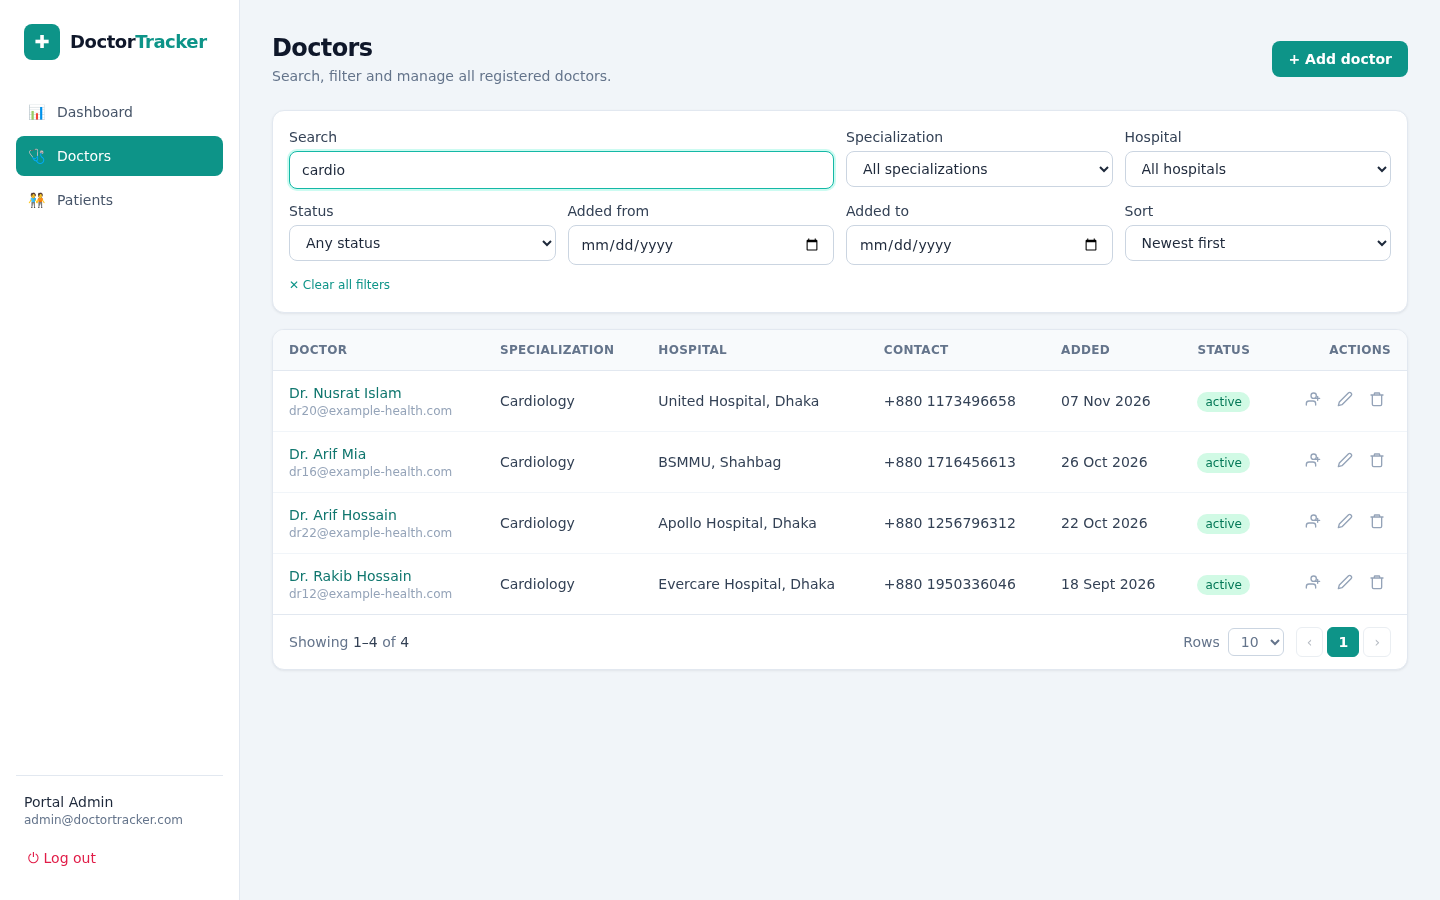 DoctorTracker
Dashboard
Doctors
Patients
Portal Admin
admin@doctortracker.com
Log out
Doctors
Search, filter and manage all registered doctors.
+ Add doctor
Search
Specialization
Hospital
cardio
All specializations
All hospitals
Status
Added from
Added to
Sort
Any status
mm/dd/yyyy
mm/dd/yyyy
Newest first
✕ Clear all filters
DOCTOR SPECIALIZATION HOSPITAL CONTACT ADDED STATUS ACTIONS
Dr. Nusrat Islam
dr20@example-health.com
Cardiology United Hospital, Dhaka +880 1173496658 07 Nov 2026 active
Dr. Arif Mia
dr16@example-health.com
Cardiology BSMMU, Shahbag +880 1716456613 26 Oct 2026 active
Dr. Arif Hossain
dr22@example-health.com
Cardiology Apollo Hospital, Dhaka +880 1256796312 22 Oct 2026 active
Dr. Rakib Hossain
dr12@example-health.com
Cardiology Evercare Hospital, Dhaka +880 1950336046 18 Sept 2026 active
Showing 1–4 of 4
Rows 10 ‹ 1 ›